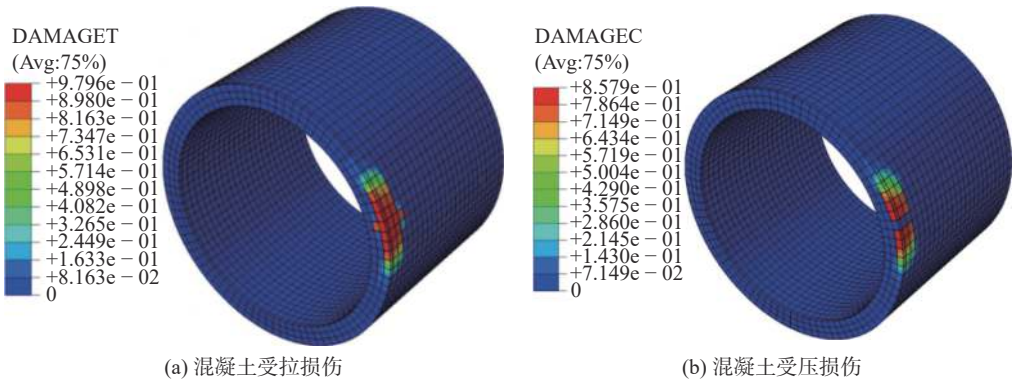 DAMAGET
(Avg:75%)
+9.796e－01
+8.980e－01
+8.163e－01
+7.347e－01
+6.531e－01
+5.714e－01
+4.898e－01
+4.082e－01
+3.265e－01
+2.449e－01
+1.633e－01
+8.163e－02
0
(a) 混凝土受拉损伤
DAMAGEC
(Avg:75%)
+8.579e－01
+7.864e－01
+7.149e－01
+6.434e－01
+5.719e－01
+5.004e－01
+4.290e－01
+3.575e－01
+2.860e－01
+2.145e－01
+1.430e－01
+7.149e－02
0
(b) 混凝土受压损伤